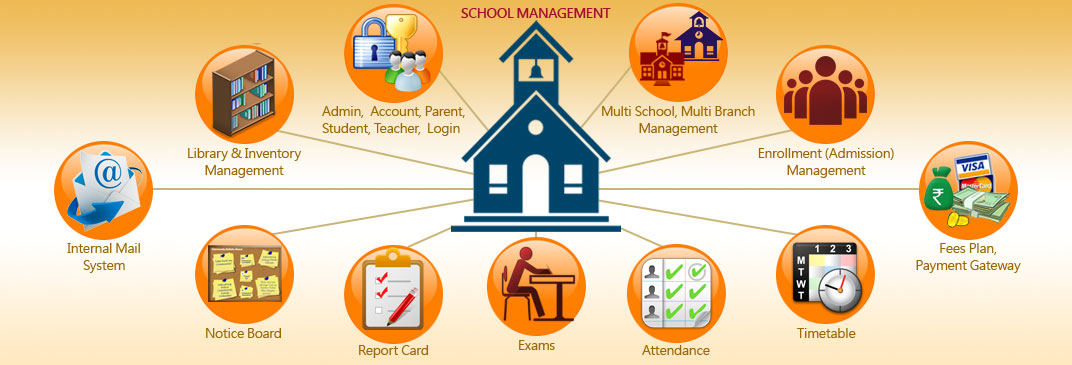 SCHOOL MANAGEMENT
Admin, Account, Parent,
Student, Teacher, Login
Multi School, Multi Branch
Management
Library & Inventory
Management
Enrollment (Admission)
Management
@
VISA
MasterCard
₹
Internal Mail
System
Fees Plan,
Payment Gateway
1 2 3
M
T
W
T
Notice Board
Report Card
Exams
Attendance
Timetable